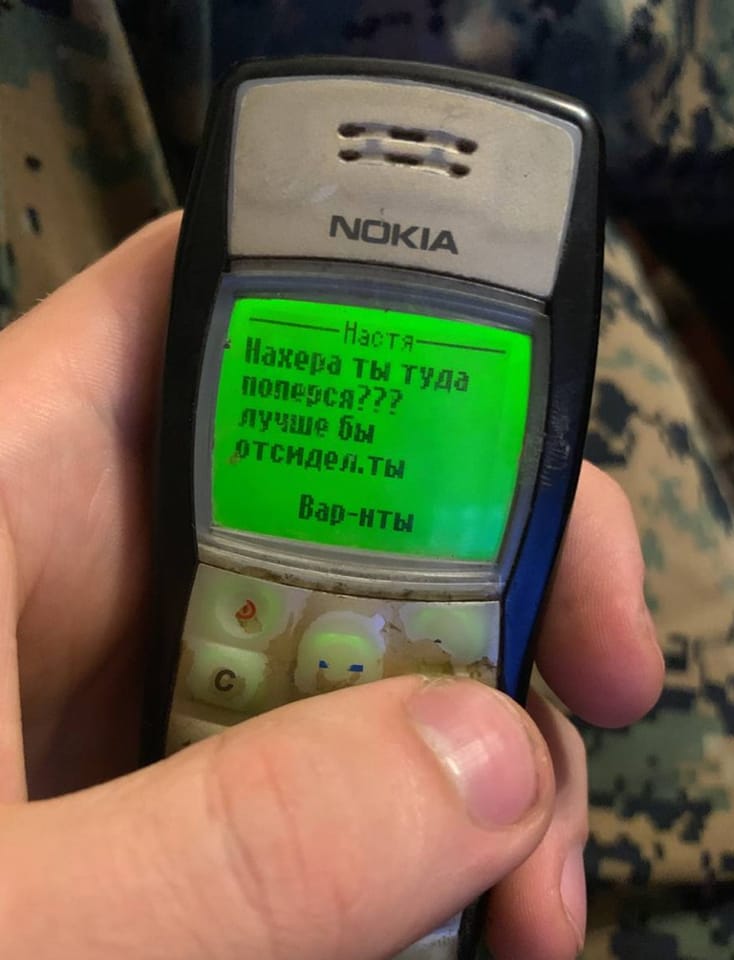 NOKIA
Настя
Нахера ты туда
поперся???
лучше бы
отсидел.ты
Вар-нты
C